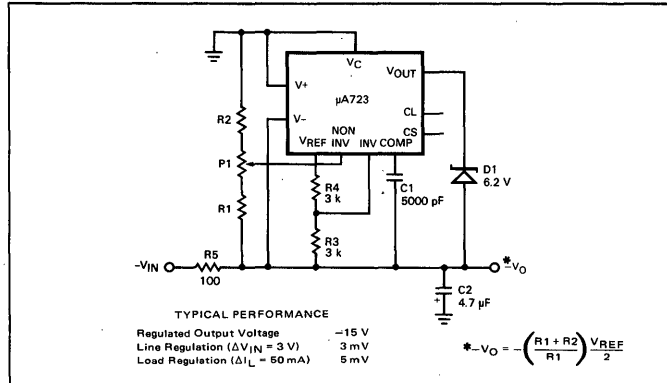 VC
VOUT
V+
μA723
R2
CL
V-
CS
NON
VREF INV INV COMP
P1
D1
6.2 V
R4
3 k
C1
5000 pF
R1
R3
3 k
R5
-VIN
100
*-VO
C2
4.7 μF
+
TYPICAL PERFORMANCE
Regulated Output Voltage -15 V
Line Regulation (ΔVIN = 3 V) 3 mV
Load Regulation (ΔIL = 50 mA) 5 mV
*-VO = -((R1 + R2)/R1) VREF/2